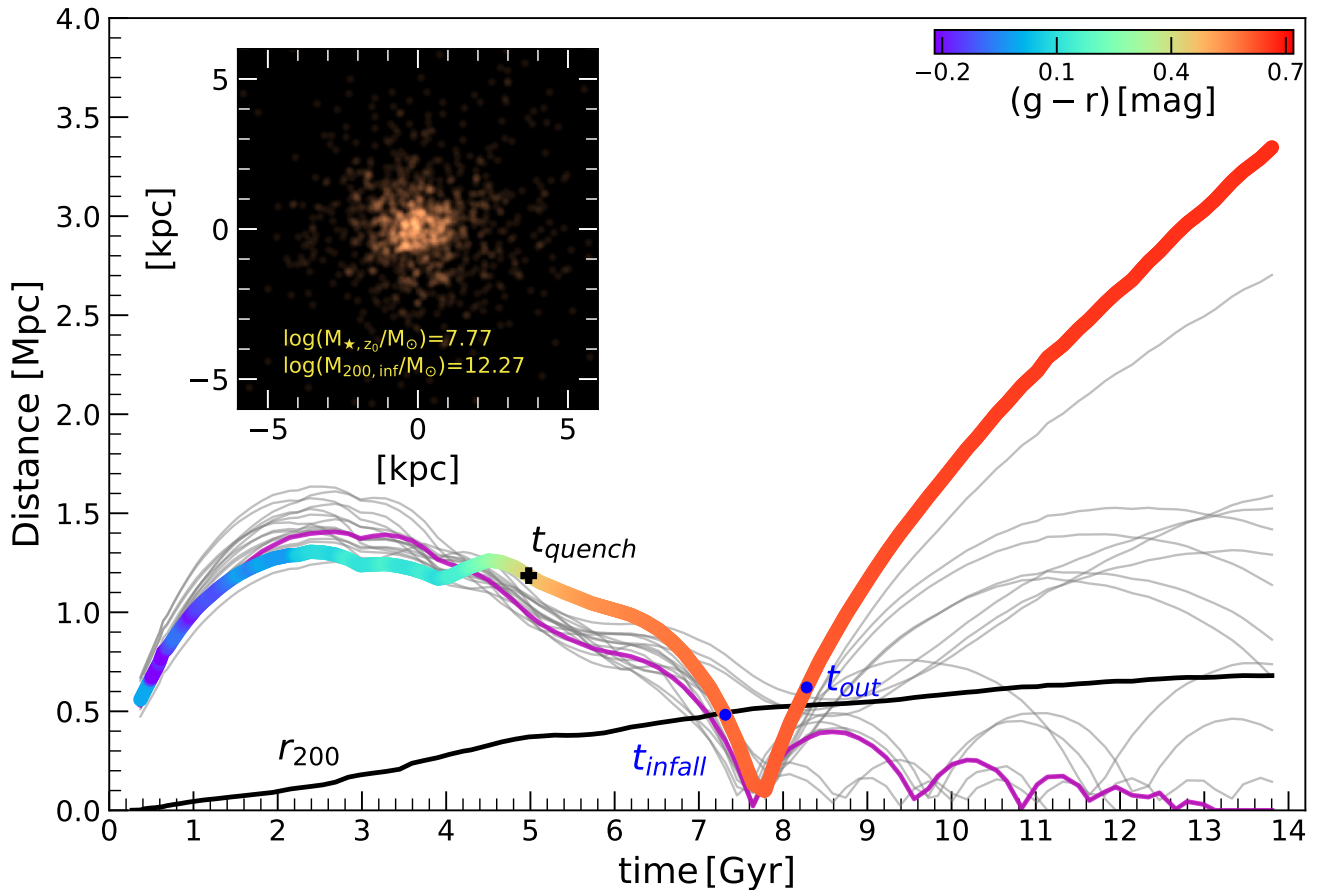 4.0
3.5
3.0
2.5
2.0
1.5
1.0
0.5
0.0
Distance [Mpc]
0 1 2 3 4 5 6 7 8 9 10 11 12 13 14
time [Gyr]
−0.2 0.1 0.4 0.7
(g − r) [mag]
5
0
−5
[kpc]
−5 0 5
[kpc]
log(M★, z₀/M⊙)=7.77
log(M200, inf/M⊙)=12.27
tquench
tout
tinfall
r200